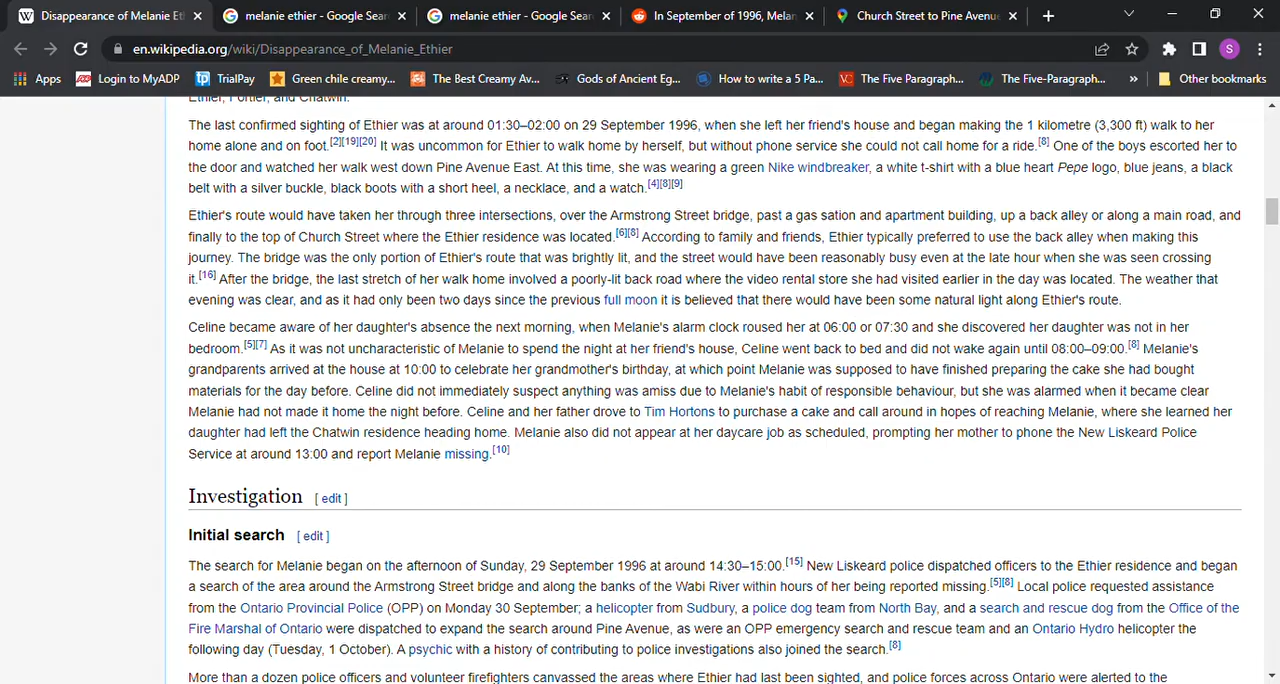 Disappearance of Melanie Et
melanie ethier - Google Sear
melanie ethier - Google Sear
In September of 1996, Melan
Church Street to Pine Avenue
en.wikipedia.org/wiki/Disappearance_of_Melanie_Ethier
S
Apps
Login to MyADP
TrialPay
Green chile creamy...
The Best Creamy Av...
Gods of Ancient Eg...
How to write a 5 Pa...
The Five Paragraph...
The Five-Paragraph...
»
Other bookmarks
Ethier, Fortier, and Chatwin.
The last confirmed sighting of Ethier was at around 01:30–02:00 on 29 September 1996, when she left her friend's house and began making the 1 kilometre (3,300 ft) walk to her
home alone and on foot.[2][19][20] It was uncommon for Ethier to walk home by herself, but without phone service she could not call home for a ride.[8] One of the boys escorted her to
the door and watched her walk west down Pine Avenue East. At this time, she was wearing a green Nike windbreaker, a white t-shirt with a blue heart Pepe logo, blue jeans, a black
belt with a silver buckle, black boots with a short heel, a necklace, and a watch.[4][8][9]
Ethier's route would have taken her through three intersections, over the Armstrong Street bridge, past a gas sation and apartment building, up a back alley or along a main road, and
finally to the top of Church Street where the Ethier residence was located.[6][8] According to family and friends, Ethier typically preferred to use the back alley when making this
journey. The bridge was the only portion of Ethier's route that was brightly lit, and the street would have been reasonably busy even at the late hour when she was seen crossing
it.[16] After the bridge, the last stretch of her walk home involved a poorly-lit back road where the video rental store she had visited earlier in the day was located. The weather that
evening was clear, and as it had only been two days since the previous full moon it is believed that there would have been some natural light along Ethier's route.
Celine became aware of her daughter's absence the next morning, when Melanie's alarm clock roused her at 06:00 or 07:30 and she discovered her daughter was not in her
bedroom.[5][7] As it was not uncharacteristic of Melanie to spend the night at her friend's house, Celine went back to bed and did not wake again until 08:00–09:00.[8] Melanie's
grandparents arrived at the house at 10:00 to celebrate her grandmother's birthday, at which point Melanie was supposed to have finished preparing the cake she had bought
materials for the day before. Celine did not immediately suspect anything was amiss due to Melanie's habit of responsible behaviour, but she was alarmed when it became clear
Melanie had not made it home the night before. Celine and her father drove to Tim Hortons to purchase a cake and call around in hopes of reaching Melanie, where she learned her
daughter had left the Chatwin residence heading home. Melanie also did not appear at her daycare job as scheduled, prompting her mother to phone the New Liskeard Police
Service at around 13:00 and report Melanie missing.[10]
Investigation [ edit ]
Initial search [ edit ]
The search for Melanie began on the afternoon of Sunday, 29 September 1996 at around 14:30–15:00.[15] New Liskeard police dispatched officers to the Ethier residence and began
a search of the area around the Armstrong Street bridge and along the banks of the Wabi River within hours of her being reported missing.[5][8] Local police requested assistance
from the Ontario Provincial Police (OPP) on Monday 30 September; a helicopter from Sudbury, a police dog team from North Bay, and a search and rescue dog from the Office of the
Fire Marshal of Ontario were dispatched to expand the search around Pine Avenue, as were an OPP emergency search and rescue team and an Ontario Hydro helicopter the
following day (Tuesday, 1 October). A psychic with a history of contributing to police investigations also joined the search.[8]
More than a dozen police officers and volunteer firefighters canvassed the areas where Ethier had last been sighted, and police forces across Ontario were alerted to the